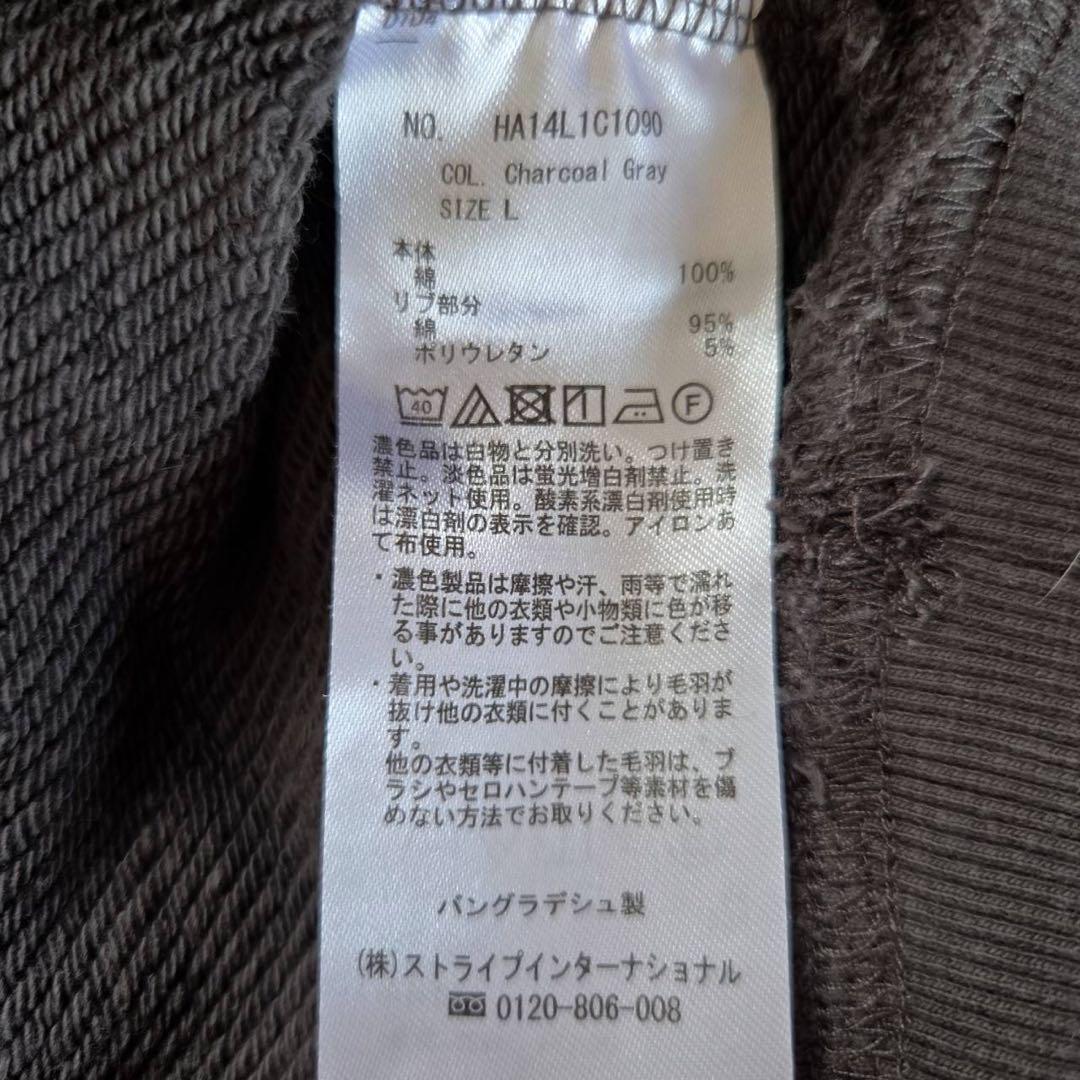 NO. HA14L1C1090
COL. Charcoal Gray
SIZE L
本体
綿 100%
リブ部分
綿 95%
ポリウレタン 5%
40 F
濃色品は白物と分別洗い。つけ置き
禁止。淡色品は蛍光増白剤禁止。洗
濯ネット使用。酸素系漂白剤使用時
は漂白剤の表示を確認。アイロンあ
て布使用。
・濃色製品は摩擦や汗、雨等で濡れ
た際に他の衣類や小物類に色が移
る事がありますのでご注意くださ
い。
・着用や洗濯中の摩擦により毛羽が
抜け他の衣類に付くことがありま
す。
他の衣類等に付着した毛羽は、ブ
ラシやセロハンテープ等素材を傷
めない方法でお取りください。
バングラデシュ製
(株)ストライプインターナショナル
0120-806-008